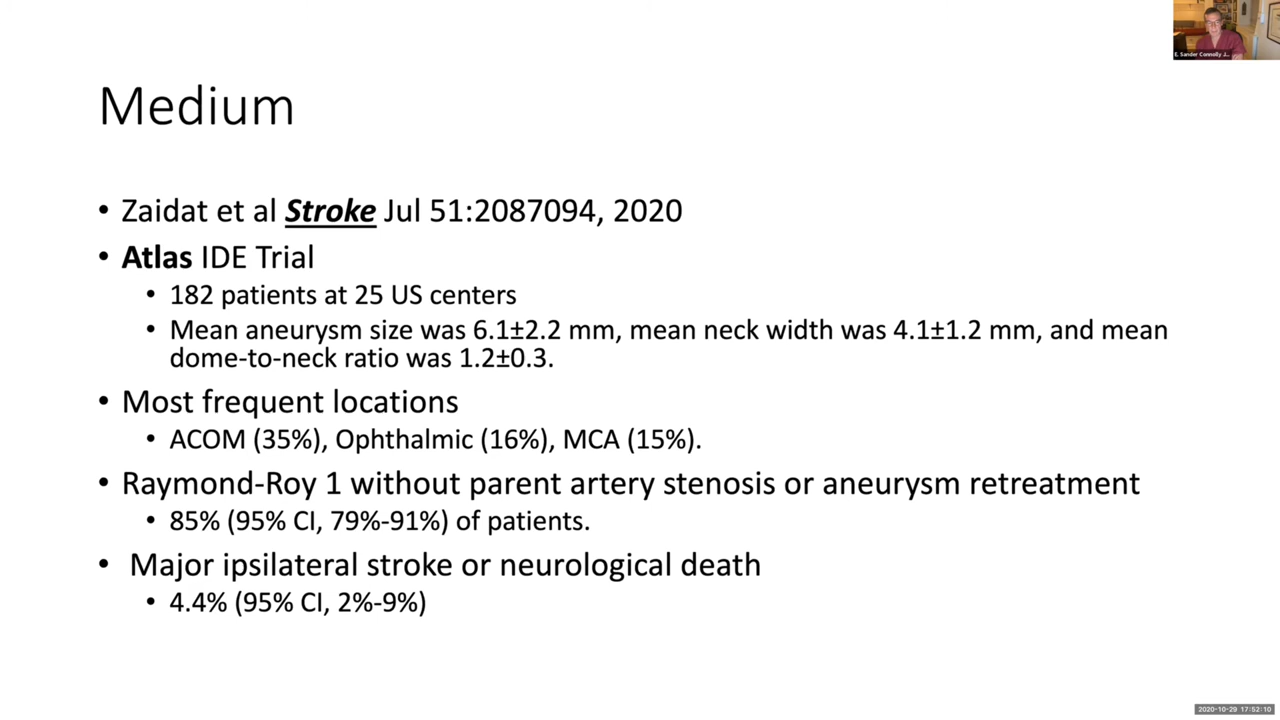 E. Sander Connolly J...
Medium
• Zaidat et al Stroke Jul 51:2087094, 2020
• Atlas IDE Trial
• 182 patients at 25 US centers
• Mean aneurysm size was 6.1±2.2 mm, mean neck width was 4.1±1.2 mm, and mean
dome-to-neck ratio was 1.2±0.3.
• Most frequent locations
• ACOM (35%), Ophthalmic (16%), MCA (15%).
• Raymond-Roy 1 without parent artery stenosis or aneurysm retreatment
• 85% (95% CI, 79%-91%) of patients.
• Major ipsilateral stroke or neurological death
• 4.4% (95% CI, 2%-9%)
2020-10-29 17:52:10